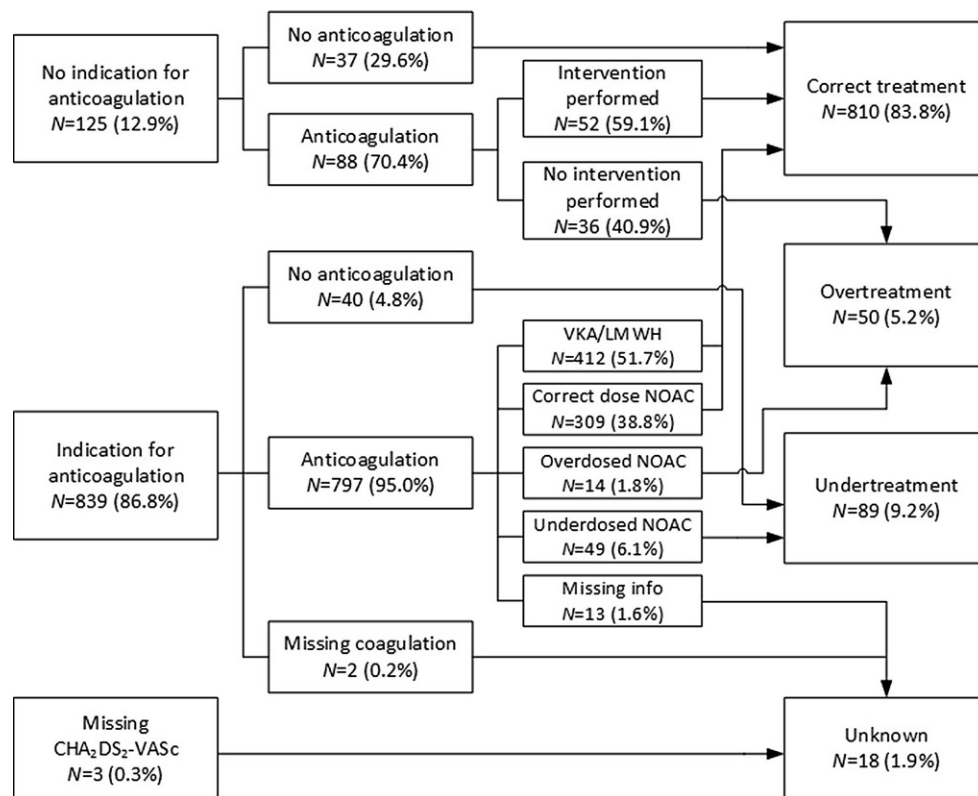 No indication for
anticoagulation
N=125 (12.9%)
No anticoagulation
N=37 (29.6%)
Anticoagulation
N=88 (70.4%)
Intervention
performed
N=52 (59.1%)
No intervention
performed
N=36 (40.9%)
Correct treatment
N=810 (83.8%)
Overtreatment
N=50 (5.2%)
Indication for
anticoagulation
N=839 (86.8%)
No anticoagulation
N=40 (4.8%)
Anticoagulation
N=797 (95.0%)
VKA/LMWH
N=412 (51.7%)
Correct dose NOAC
N=309 (38.8%)
Overdosed NOAC
N=14 (1.8%)
Underdosed NOAC
N=49 (6.1%)
Missing info
N=13 (1.6%)
Undertreatment
N=89 (9.2%)
Missing coagulation
N=2 (0.2%)
Missing
CHA₂DS₂-VASc
N=3 (0.3%)
Unknown
N=18 (1.9%)